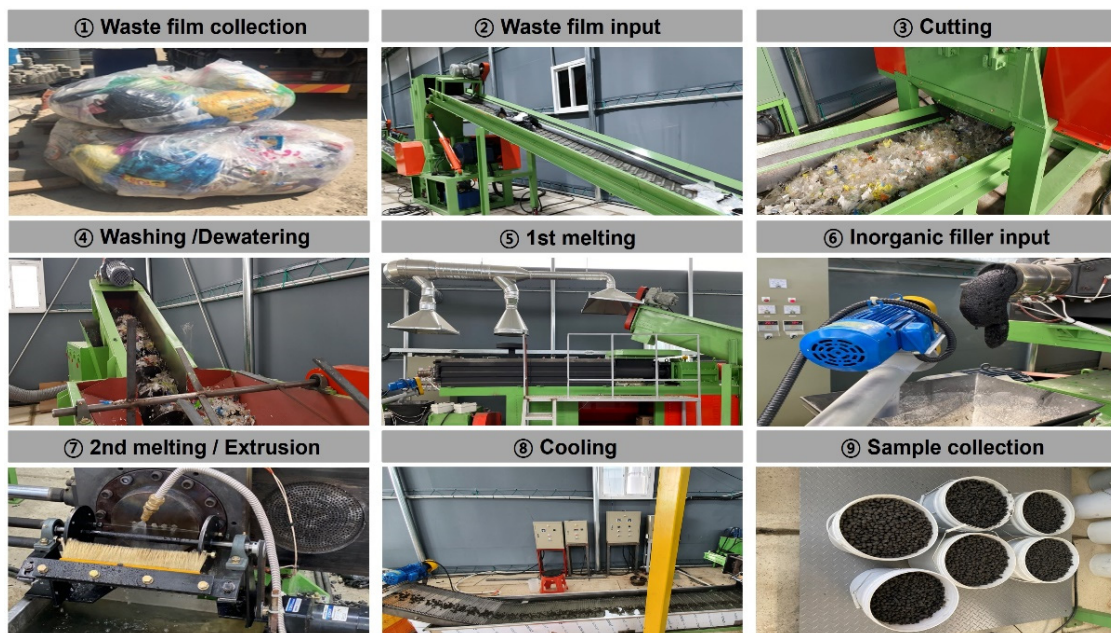 ① Waste film collection
② Waste film input
③ Cutting
④ Washing /Dewatering
⑤ 1st melting
⑥ Inorganic filler input
⑦ 2nd melting / Extrusion
⑧ Cooling
⑨ Sample collection